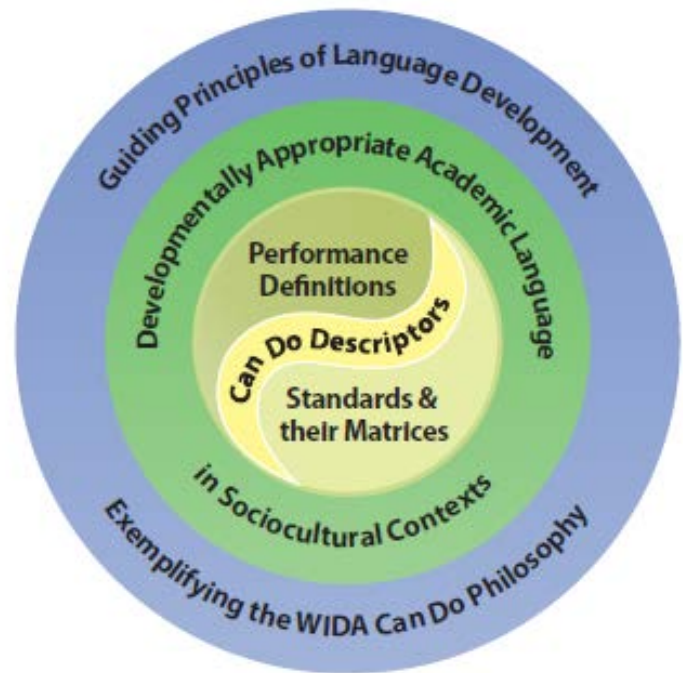 Guiding Principles of Language Development
Developmentally Appropriate Academic Language
Performance
Definitions
Can Do Descriptors
Standards &
their Matrices
in Sociocultural Contexts
Exemplifying the WIDA Can Do Philosophy